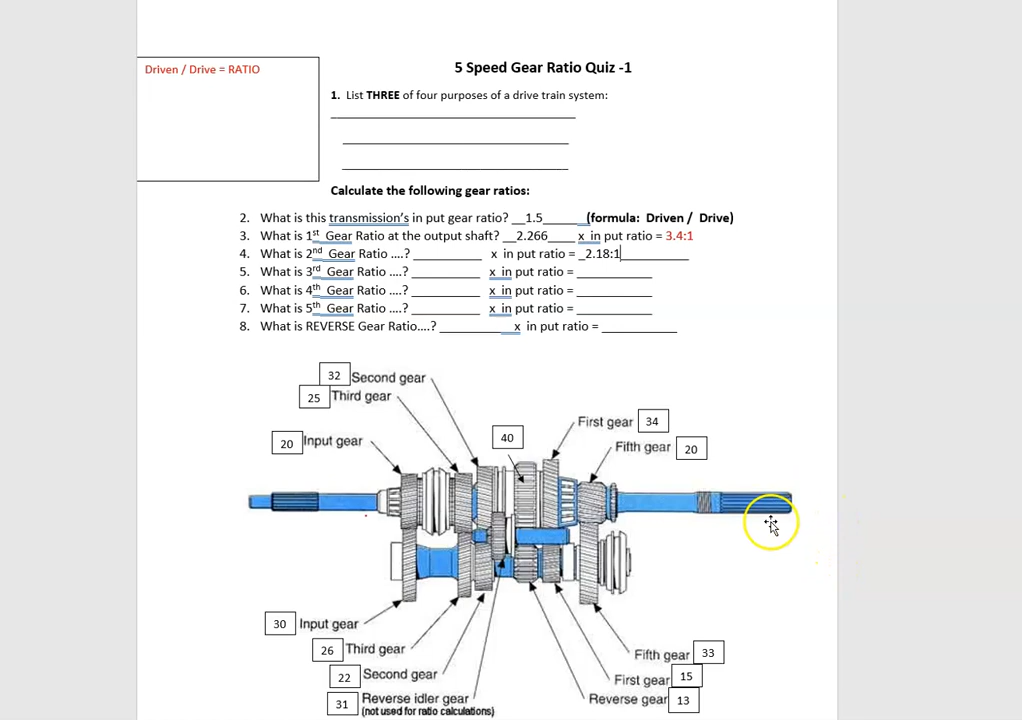 5 Speed Gear Ratio Quiz -1
Driven / Drive = RATIO
1. List THREE of four purposes of a drive train system:
Calculate the following gear ratios:
2. What is this transmission's in put gear ratio? __1.5______ (formula: Driven / Drive)
3. What is 1st Gear Ratio at the output shaft? __2.266____ x in put ratio = 3.4:1
4. What is 2nd Gear Ratio ....? __________ x in put ratio = _2.18:1__________
5. What is 3rd Gear Ratio ....? __________ x in put ratio = ___________
6. What is 4th Gear Ratio ....? __________ x in put ratio = ___________
7. What is 5th Gear Ratio ....? __________ x in put ratio = ___________
8. What is REVERSE Gear Ratio....? ___________x in put ratio = ___________
32 Second gear
25 Third gear
20 Input gear
40
First gear 34
Fifth gear 20
30 Input gear
26 Third gear
22 Second gear
31 Reverse idler gear
(not used for ratio calculations)
Fifth gear 33
First gear 15
Reverse gear 13